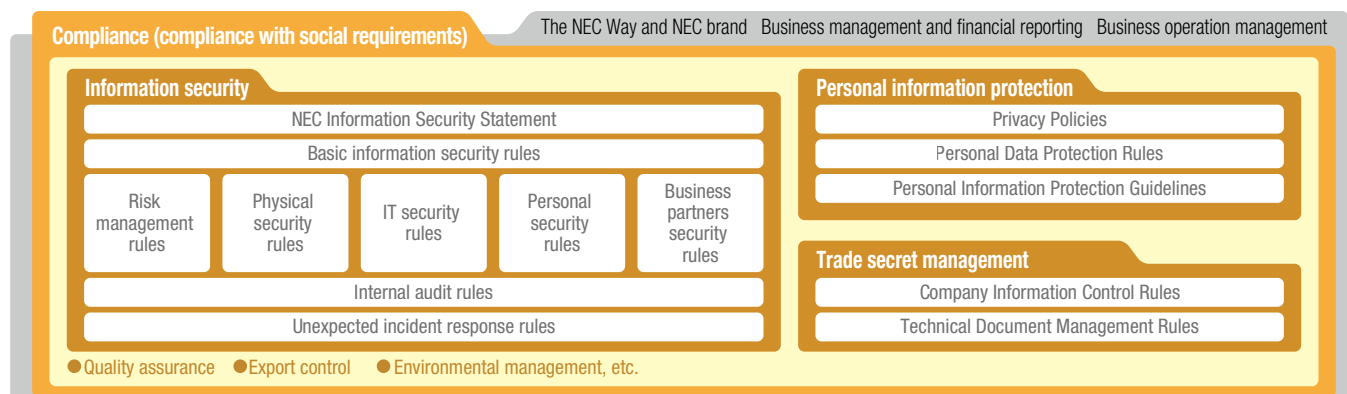 Compliance (compliance with social requirements)
The NEC Way and NEC brand Business management and financial reporting Business operation management
Information security
NEC Information Security Statement
Basic information security rules
Risk
management
rules
Physical
security
rules
IT security
rules
Personal
security
rules
Business
partners
security
rules
Internal audit rules
Unexpected incident response rules
Personal information protection
Privacy Policies
Personal Data Protection Rules
Personal Information Protection Guidelines
Trade secret management
Company Information Control Rules
Technical Document Management Rules
●Quality assurance ●Export control ●Environmental management, etc.